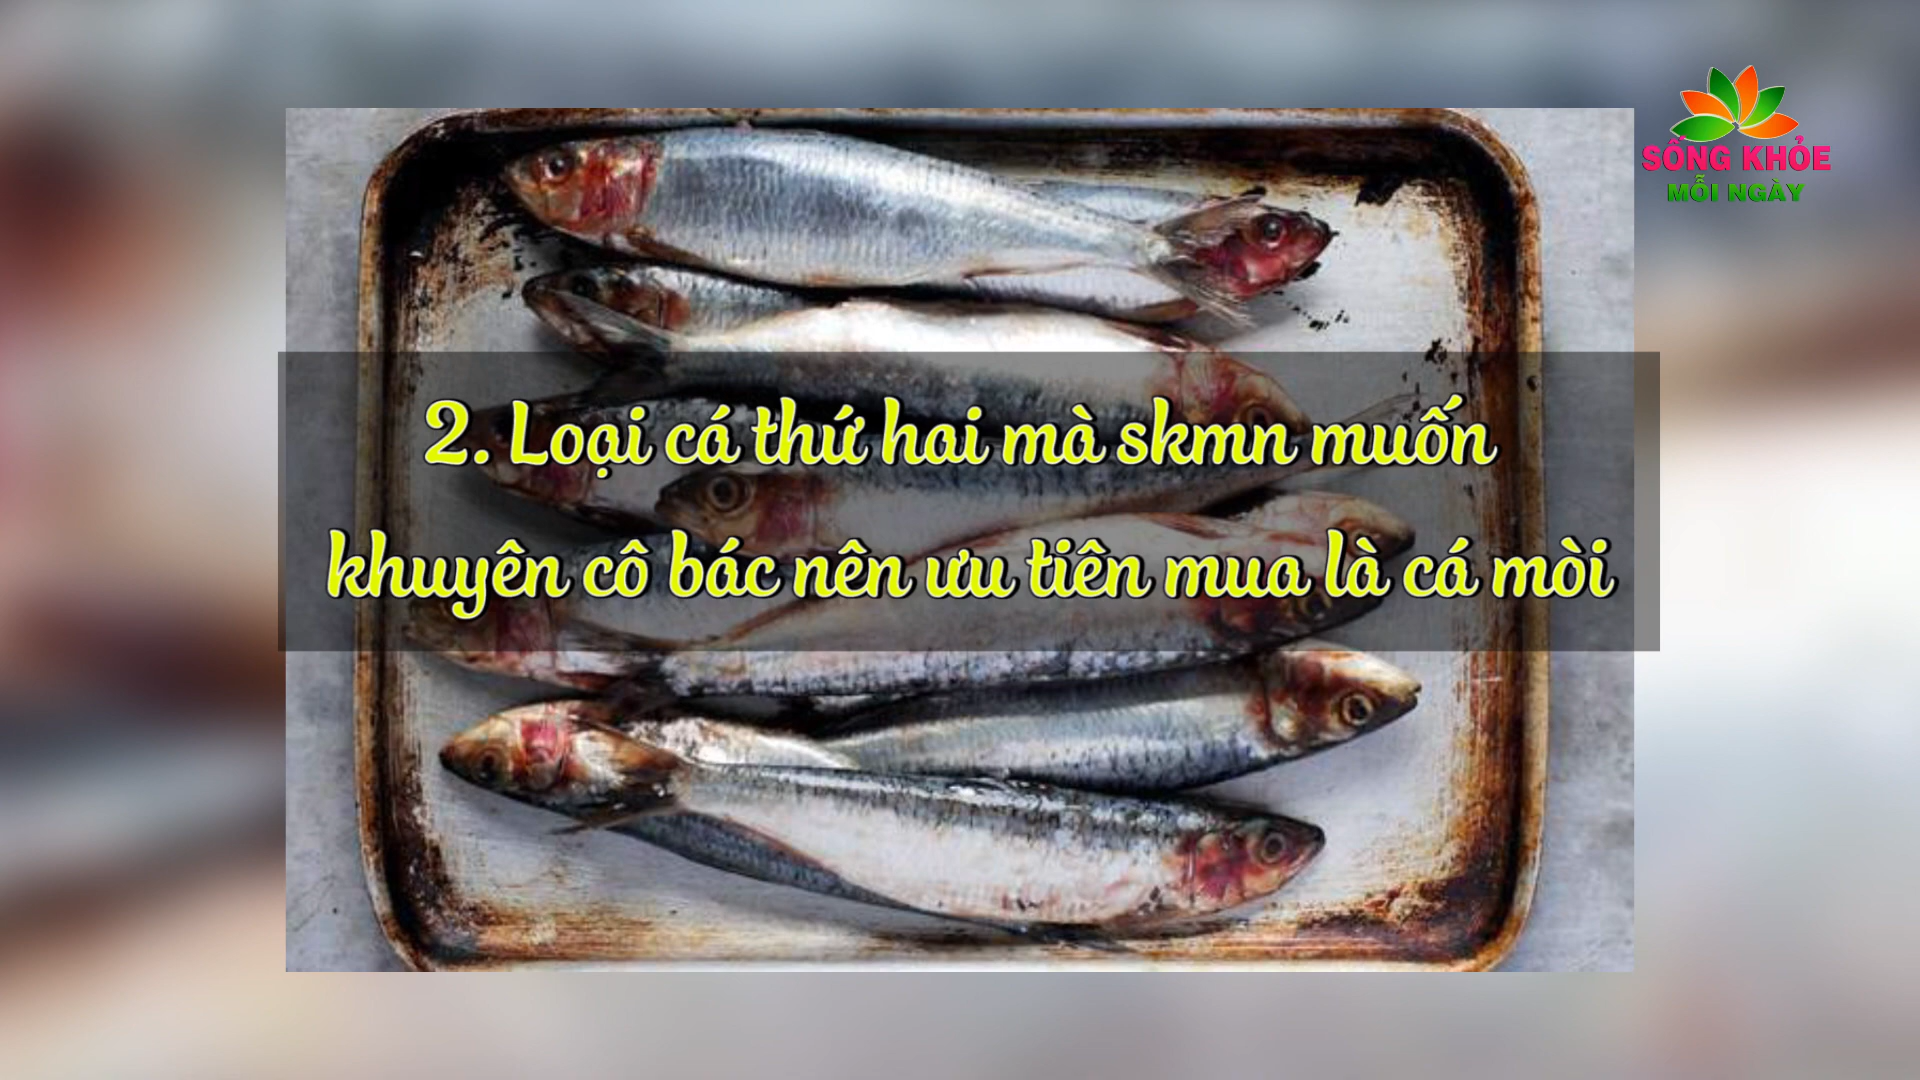 SỐNG KHỎE
MỖI NGÀY
2. Loại cá thứ hai mà skmn muốn
khuyên cô bác nên ưu tiên mua là cá mòi